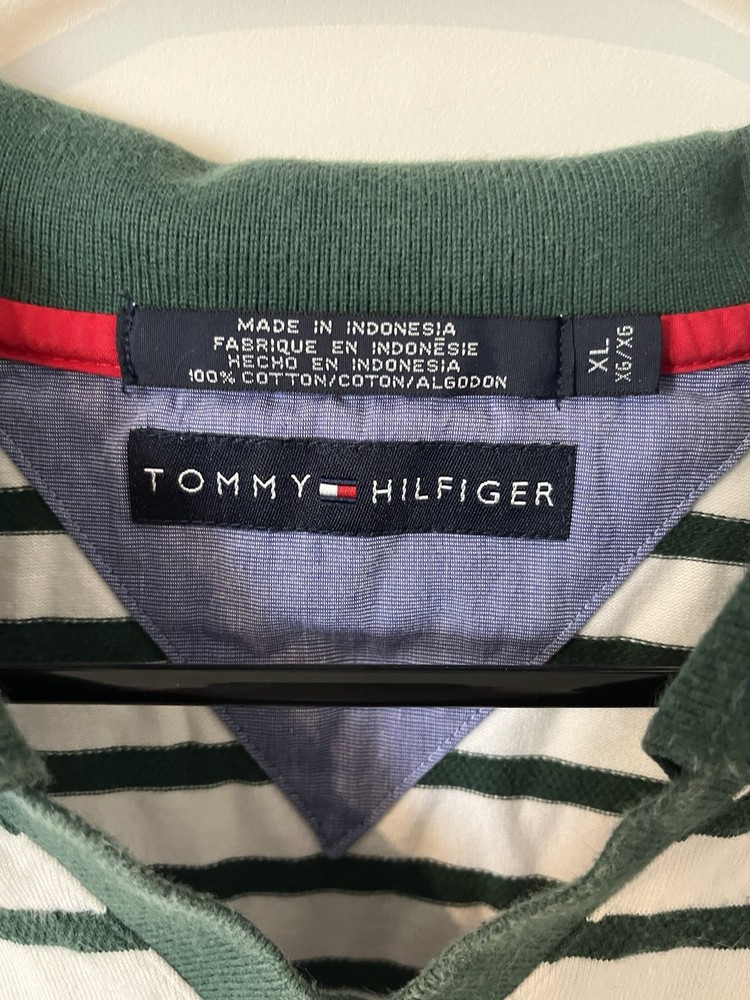 MADE IN INDONESIA
FABRIQUE EN INDONÉSIE
HECHO EN INDONESIA
100% COTTON/COTON/ALGODON
XL
XG/XG
TOMMY HILFIGER